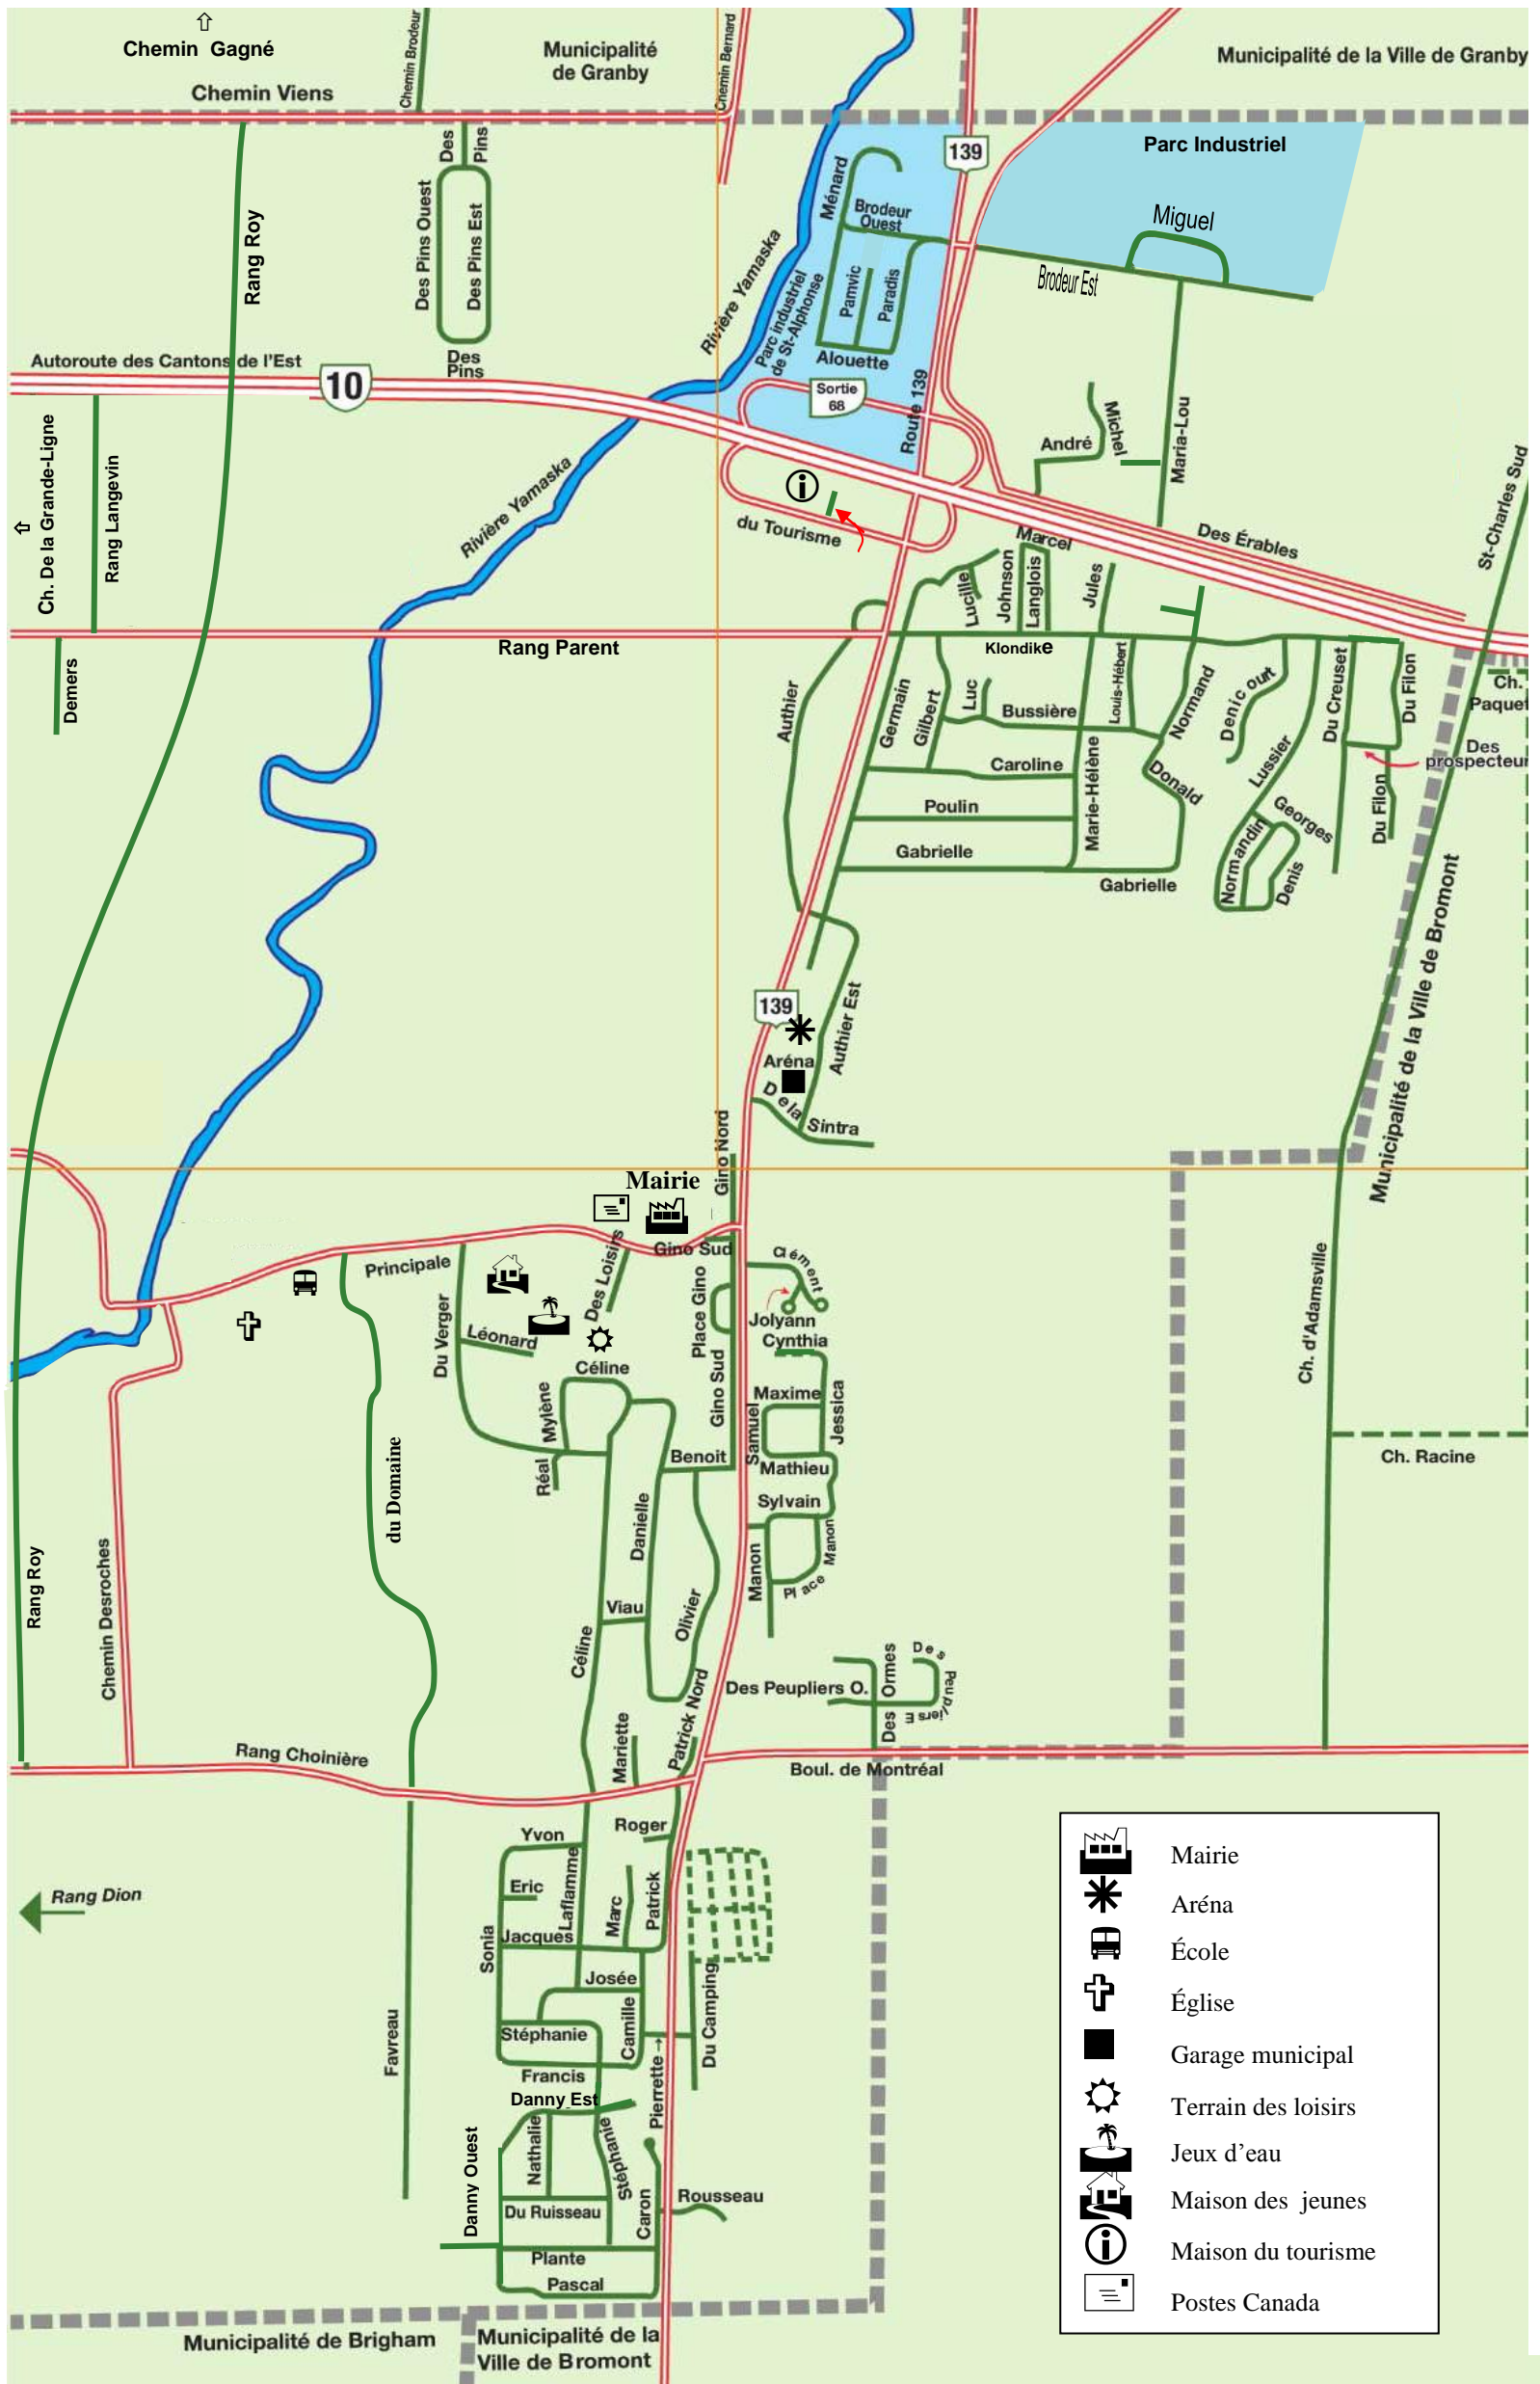 Chemin Gagné
Chemin Brodeur
Municipalité
de Granby
Chemin Bernard
Municipalité de la Ville de Granby
Chemin Viens
139
Parc Industriel
Des Pins
Ménard
Brodeur
Ouest
Miguel
Brodeur Est
Des Pins Ouest
Des Pins Est
Rang Roy
Rivière Yamaska
Parc industriel
de St-Alphonse
Pamvic
Paradis
Alouette
Autoroute des Cantons de l'Est
10
Des
Pins
Sortie
68
Route 139
Michel
André
Maria-Lou
Ch. De la Grande-Ligne
Rang Langevin
Rivière Yamaska
du Tourisme
Marcel
Des Érables
St-Charles Sud
Lucille
Johnson
Langlois
Jules
Rang Parent
Klondike
Demers
Authier
Germain
Gilbert
Luc
Bussière
Louis-Hébert
Normand
Denicourt
Lussier
Du Creuset
Du Filon
Ch.
Paquet
Des
prospecteur
Caroline
Marie-Hélène
Donald
Poulin
Georges
Du Filon
Gabrielle
Gabrielle
Normandin
Denis
Municipalité de la Ville de Bromont
139
Aréna
Authier Est
De la Sintra
Gino Nord
Mairie
Gino Sud
Principale
Des Loisirs
Clément
Place Gino
Jolyann
Cynthia
Du Verger
Léonard
Céline
Gino Sud
Maxime
Samuel
Jessica
Mylène
Réal
Benoit
Mathieu
Sylvain
Ch. d'Adamsville
Ch. Racine
du Domaine
Danielle
Manon
Place Manon
Rang Roy
Chemin Desroches
Viau
Olivier
Céline
Des Peupliers O.
Des Ormes
Des Peupliers E
Mariette
Patrick Nord
Rang Choinière
Boul. de Montréal
Yvon
Roger
Rang Dion
Eric
Laflamme
Marc
Patrick
Sonia
Jacques
Josée
Camille
Du Camping
Stéphanie
Favreau
Francis
Pierrette→
Danny Est
Nathalie
Stéphanie
Danny Ouest
Du Ruisseau
Caron
Rousseau
Plante
Pascal
Municipalité de Brigham
Municipalité de la
Ville de Bromont
Mairie
Aréna
École
Église
Garage municipal
Terrain des loisirs
Jeux d'eau
Maison des jeunes
Maison du tourisme
Postes Canada